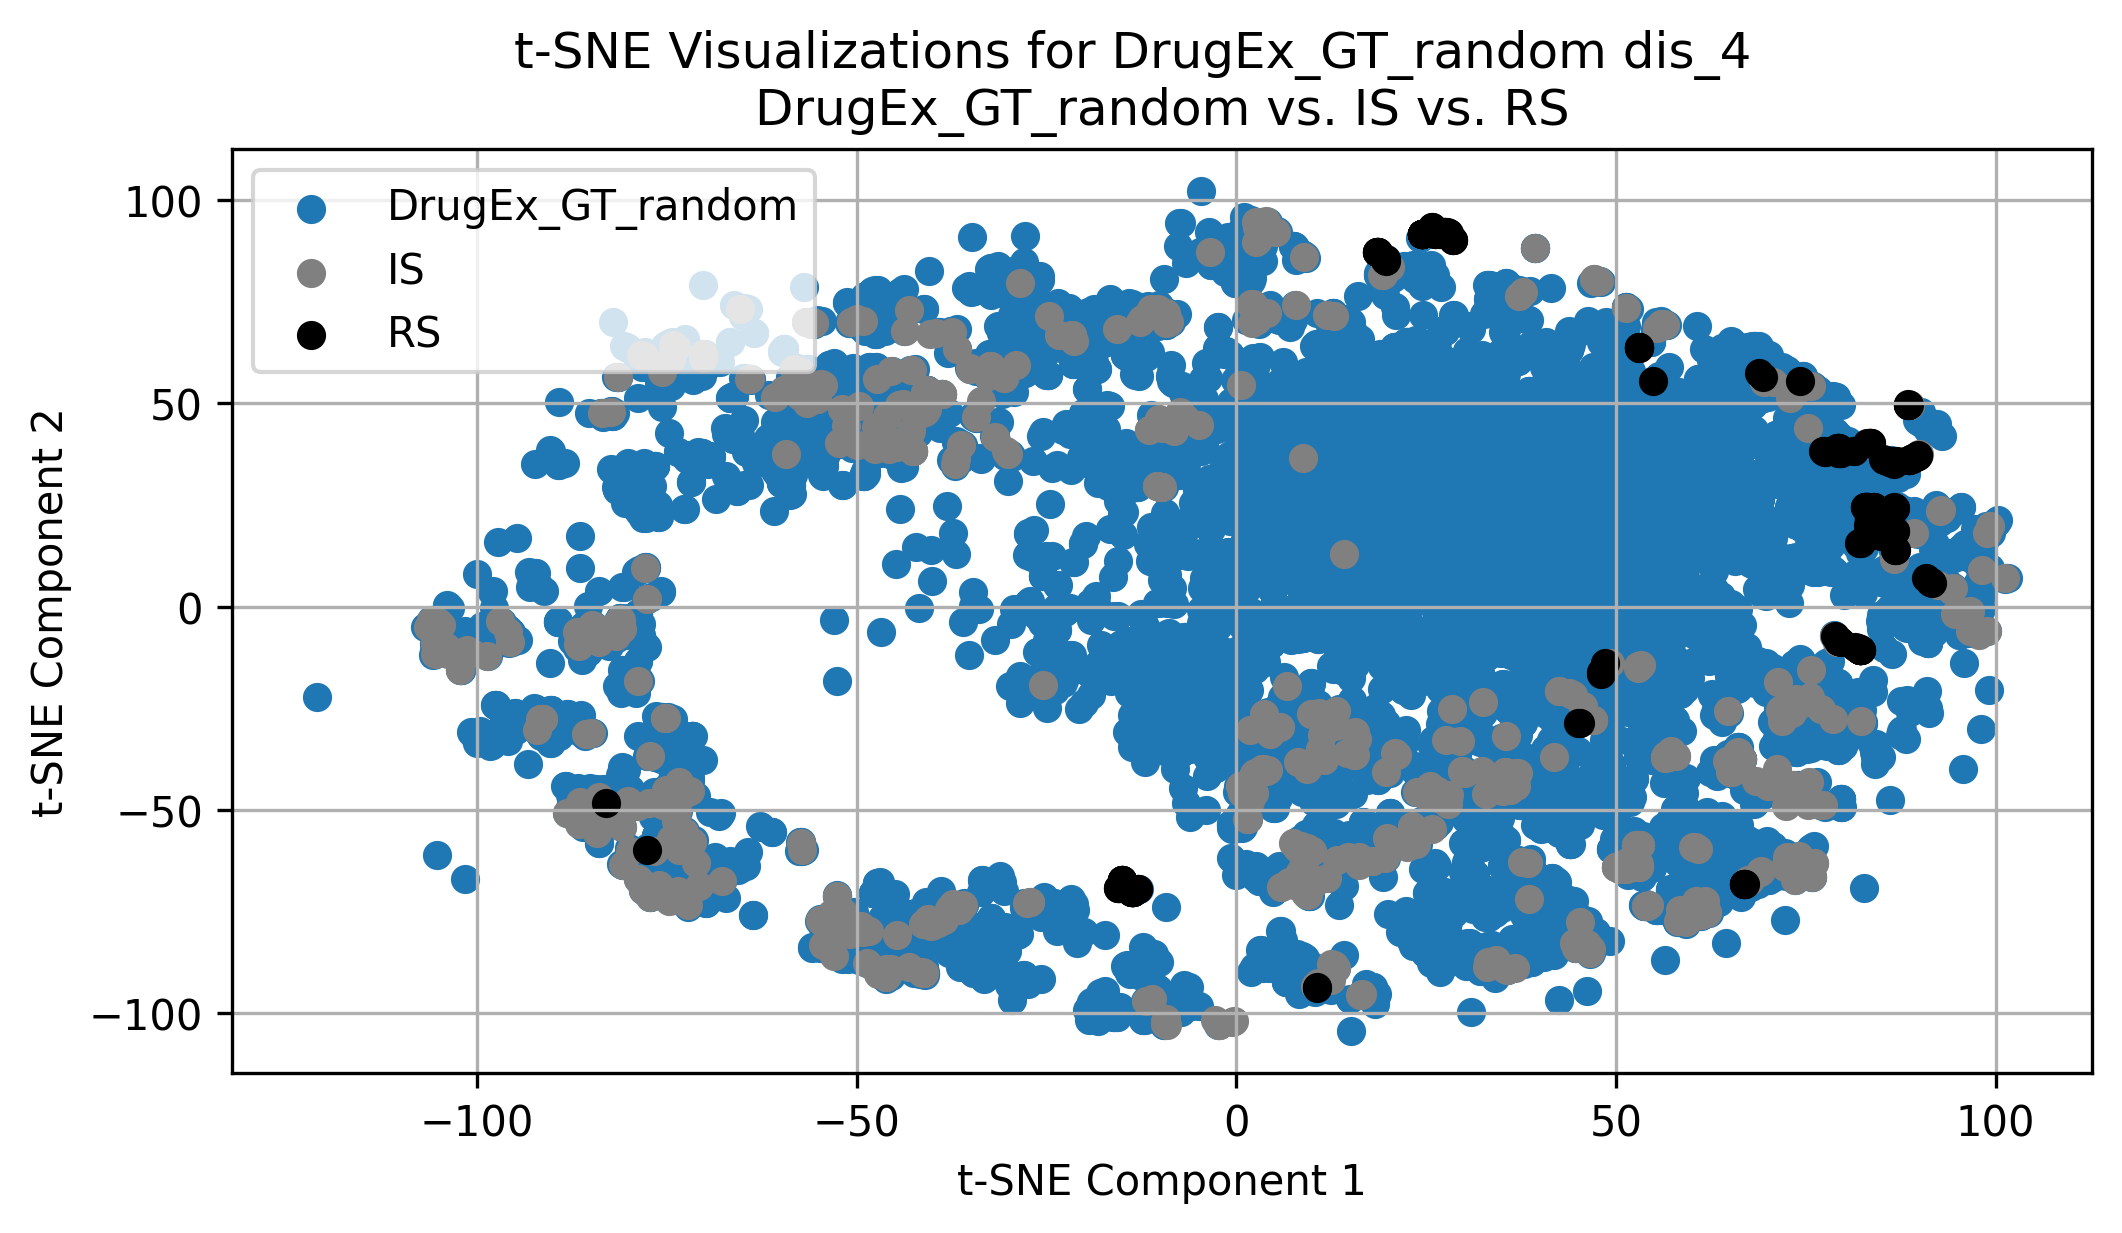 t-SNE Visualizations for DrugEx_GT_random dis_4
DrugEx_GT_random vs. IS vs. RS
DrugEx_GT_random
IS
RS
100
50
0
−50
−100
t-SNE Component 2
−100
−50
0
50
100
t-SNE Component 1